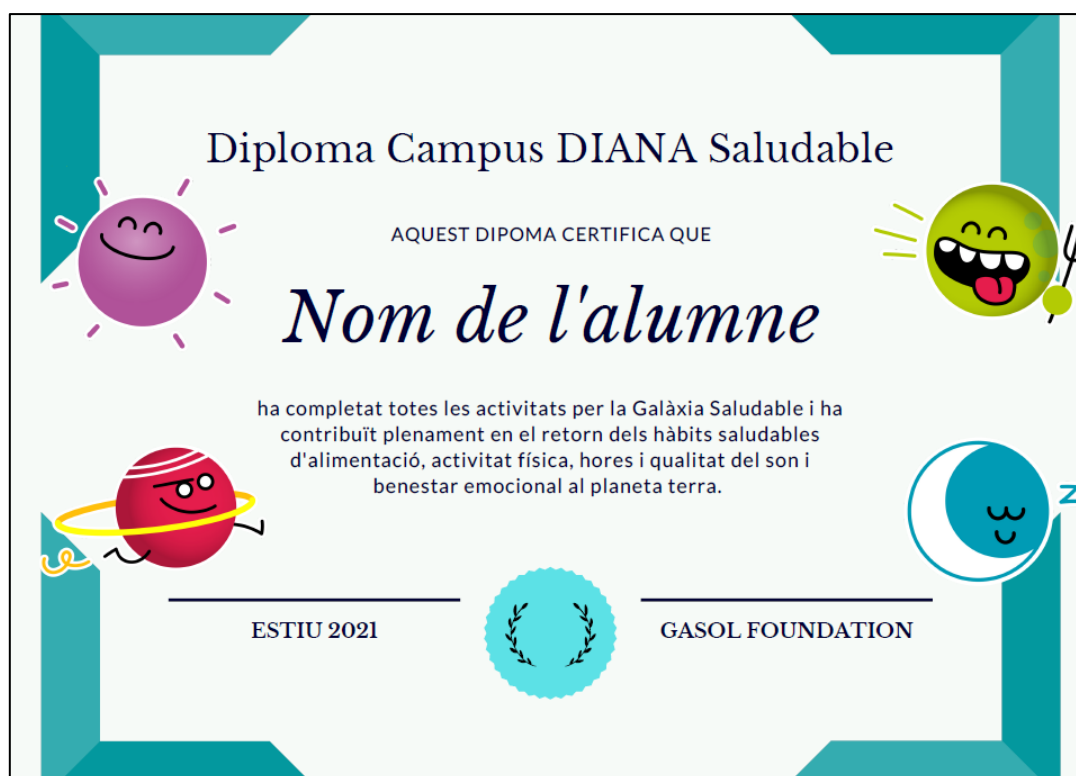 Diploma Campus DIANA Saludable
AQUEST DIPOMA CERTIFICA QUE
Nom de l'alumne
ha completat totes les activitats per la Galàxia Saludable i ha
contribuït plenament en el retorn dels hàbits saludables
d'alimentació, activitat física, hores i qualitat del son i
benestar emocional al planeta terra.
Z
ESTIU 2021
GASOL FOUNDATION